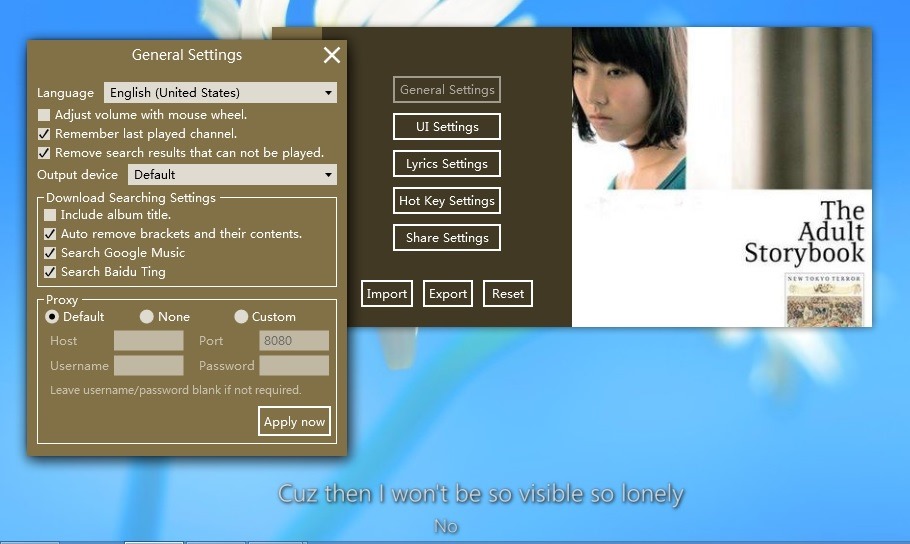 General Settings
Language English (United States)
Adjust volume with mouse wheel.
Remember last played channel.
Remove search results that can not be played.
Output device Default
Download Searching Settings
Include album title.
Auto remove brackets and their contents.
Search Google Music
Search Baidu Ting
Proxy
Default None Custom
Host Port 8080
Username Password
Leave username/password blank if not required.
Apply now
General Settings
UI Settings
Lyrics Settings
Hot Key Settings
Share Settings
Import Export Reset
The
Adult
Storybook
NEW TOKYO TERROR
Cuz then I won't be so visible so lonely
No